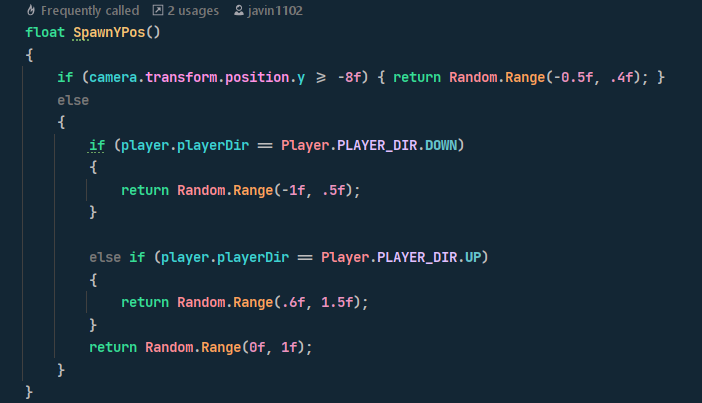 Frequently called 2 usages javin1102
float SpawnYPos()
{
if (camera.transform.position.y ≥ -8f) { return Random.Range(-0.5f, .4f); }
else
{
if (player.playerDir == Player.PLAYER_DIR.DOWN)
{
return Random.Range(-1f, .5f);
}
else if (player.playerDir == Player.PLAYER_DIR.UP)
{
return Random.Range(.6f, 1.5f);
}
return Random.Range(0f, 1f);
}
}